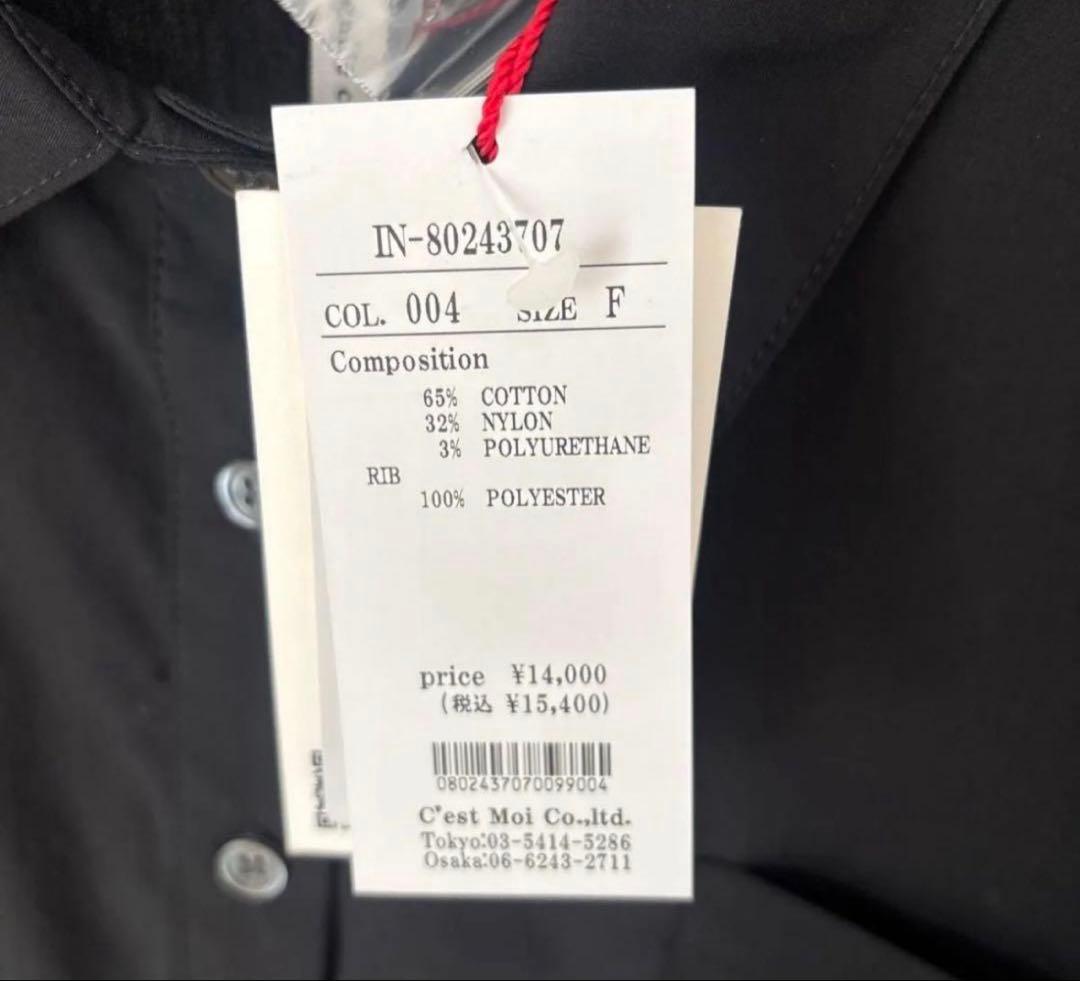 IN-80243707
COL. 004 SIZE F
Composition
65% COTTON
32% NYLON
3% POLYURETHANE
RIB
100% POLYESTER
price ¥14,000
(税込 ¥15,400)
0802437070099004
C'est Moi Co.,ltd.
Tokyo:03-5414-5286
Osaka:06-6243-2711